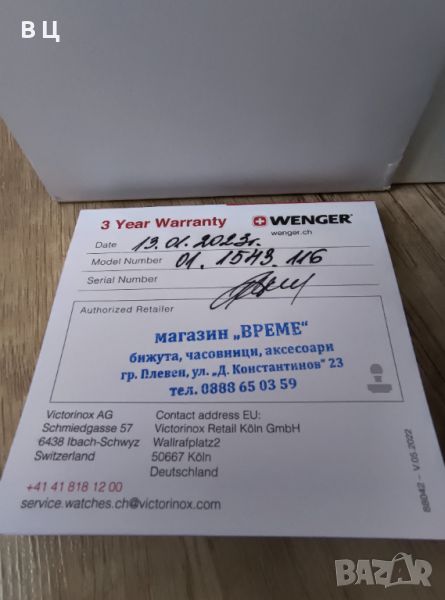 В Ц
3 Year Warranty WENGER
wenger.ch
Date 13.01.2023г.
Model Number 01.1543.116
Serial Number
Authorized Retailer
магазин „ВРЕМЕ“
бижута, часовници, аксесоари
гр. Плевен, ул. „Д. Константинов“ 23
тел. 0888 65 03 59
Victorinox AG
Schmiedgasse 57
6438 Ibach-Schwyz
Switzerland
Contact address EU:
Victorinox Retail Köln GmbH
Wallrafplatz2
50667 Köln
Deutschland
+41 41 818 12 00
service.watches.ch@victorinox.com
88042 - V.05.2022
BAZAR